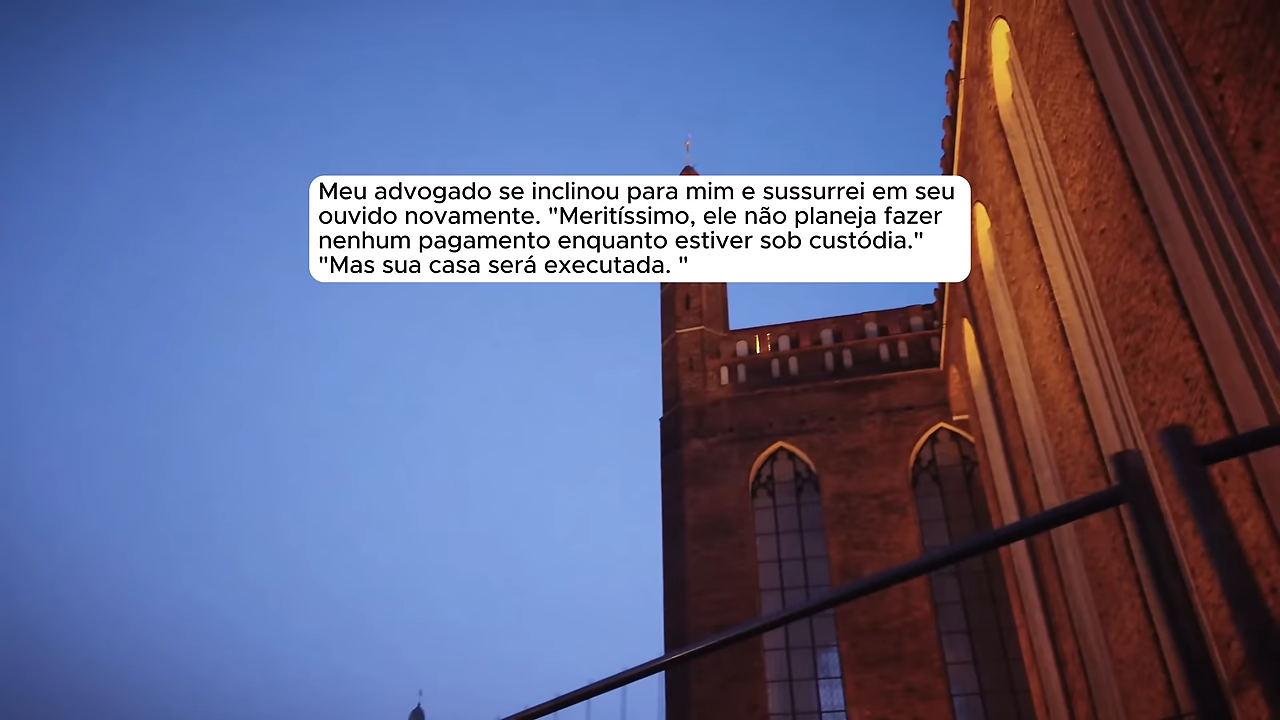 Meu advogado se inclinou para mim e sussurrei em seu
ouvido novamente. "Meritíssimo, ele não planeja fazer
nenhum pagamento enquanto estiver sob custódia."
"Mas sua casa será executada. "